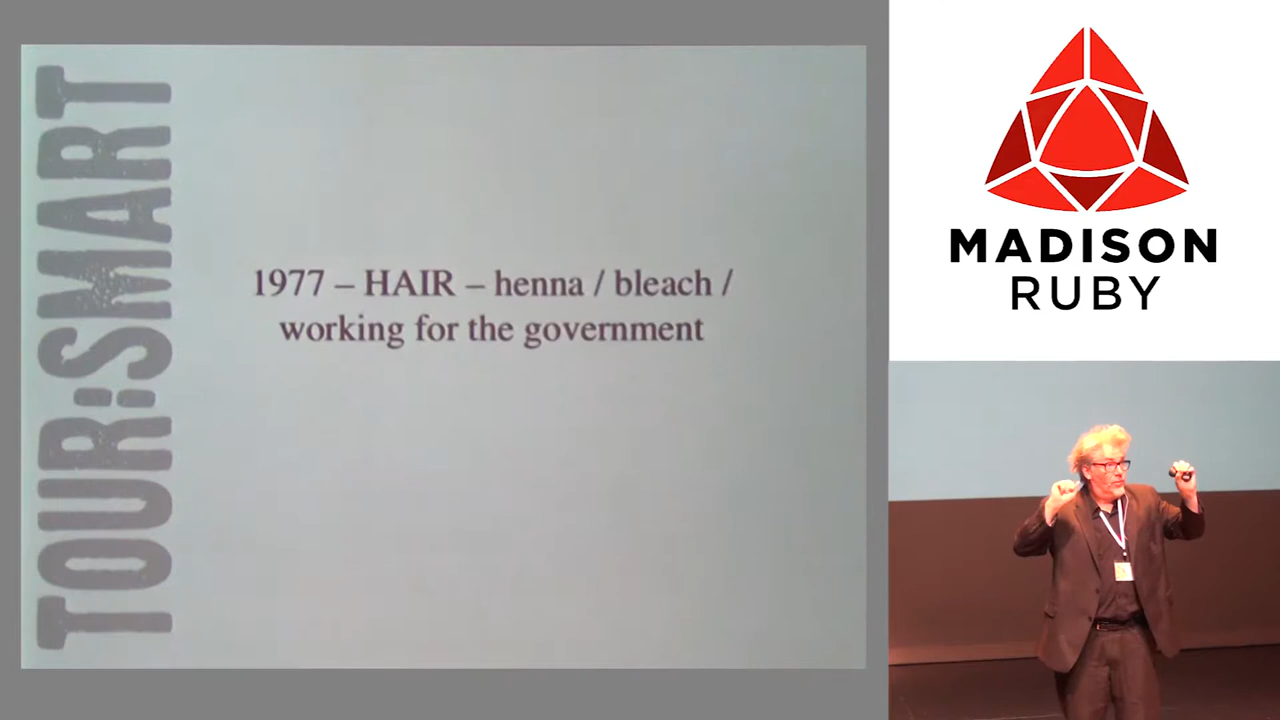 TOUR:SMART
1977 – HAIR – henna / bleach /
working for the government
MADISON
RUBY